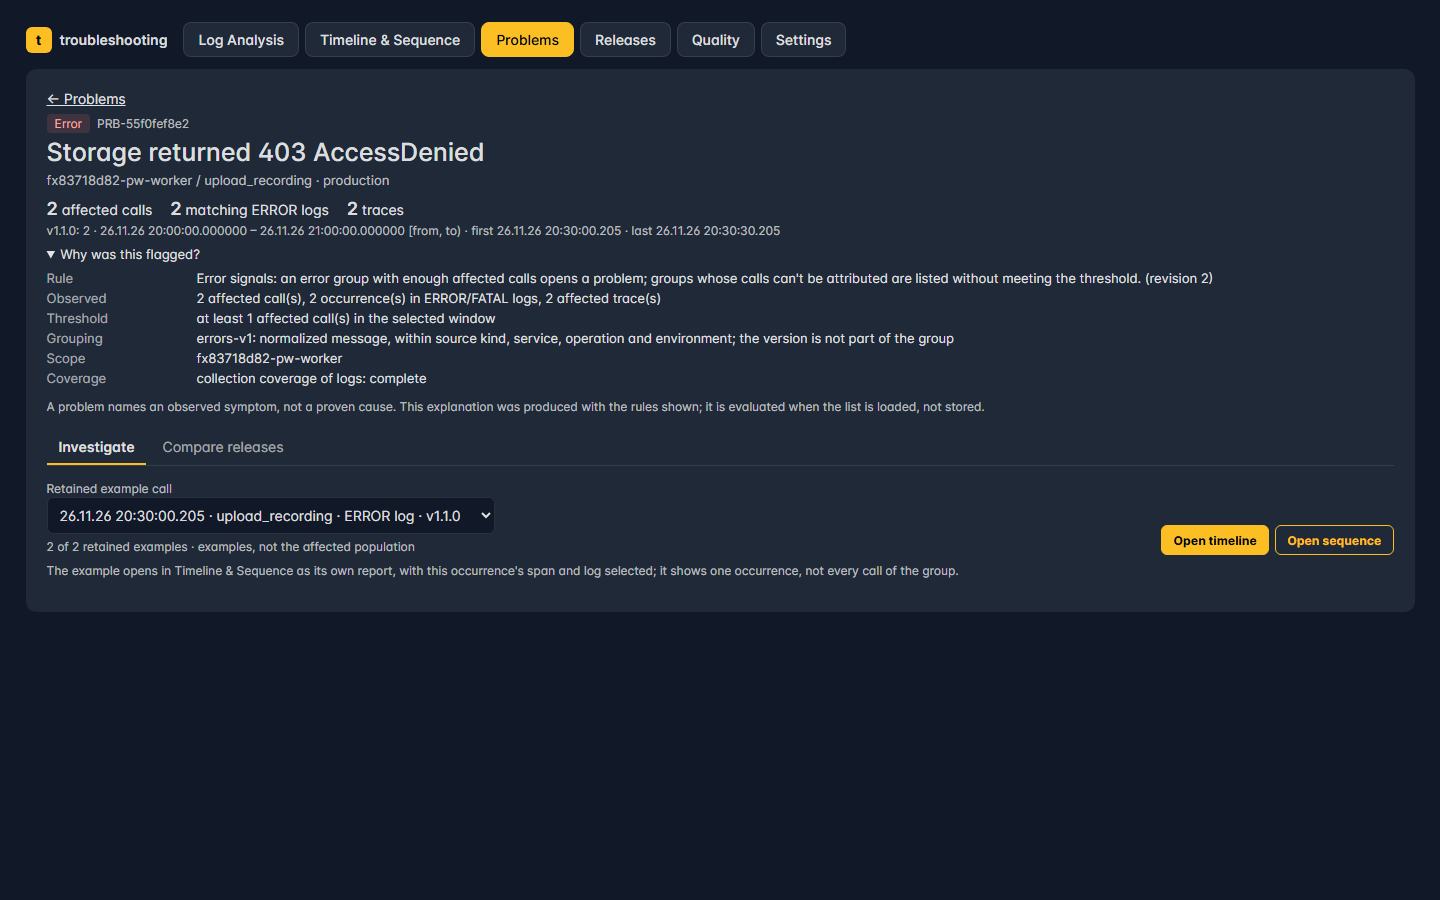 t troubleshooting Log Analysis Timeline & Sequence Problems Releases Quality Settings
← Problems
Error PRB-55f0fef8e2
Storage returned 403 AccessDenied
fx83718d82-pw-worker / upload_recording · production
2 affected calls 2 matching ERROR logs 2 traces
v1.1.0: 2 · 26.11.26 20:00:00.000000 – 26.11.26 21:00:00.000000 [from, to) · first 26.11.26 20:30:00.205 · last 26.11.26 20:30:30.205
▼ Why was this flagged?
Rule Error signals: an error group with enough affected calls opens a problem; groups whose calls can't be attributed are listed without meeting the threshold. (revision 2)
Observed 2 affected call(s), 2 occurrence(s) in ERROR/FATAL logs, 2 affected trace(s)
Threshold at least 1 affected call(s) in the selected window
Grouping errors-v1: normalized message, within source kind, service, operation and environment; the version is not part of the group
Scope fx83718d82-pw-worker
Coverage collection coverage of logs: complete
A problem names an observed symptom, not a proven cause. This explanation was produced with the rules shown; it is evaluated when the list is loaded, not stored.
Investigate Compare releases
Retained example call
26.11.26 20:30:00.205 · upload_recording · ERROR log · v1.1.0
2 of 2 retained examples · examples, not the affected population
Open timeline Open sequence
The example opens in Timeline & Sequence as its own report, with this occurrence's span and log selected; it shows one occurrence, not every call of the group.